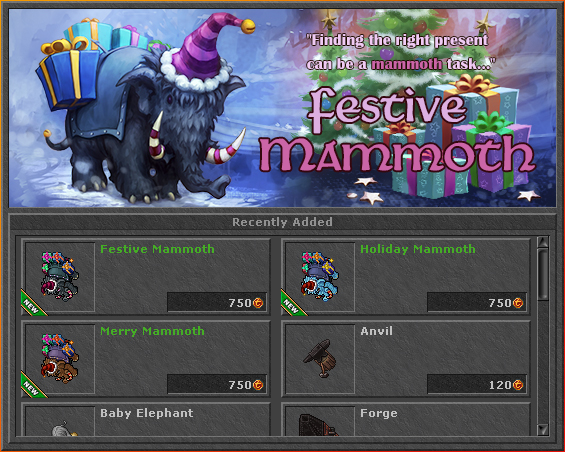 "Finding the right present
can be a mammoth task..."
Festive
Mammoth
Recently Added
Festive Mammoth
Holiday Mammoth
NEW
750
NEW
750
Merry Mammoth
Anvil
NEW
750
120
Baby Elephant
Forge